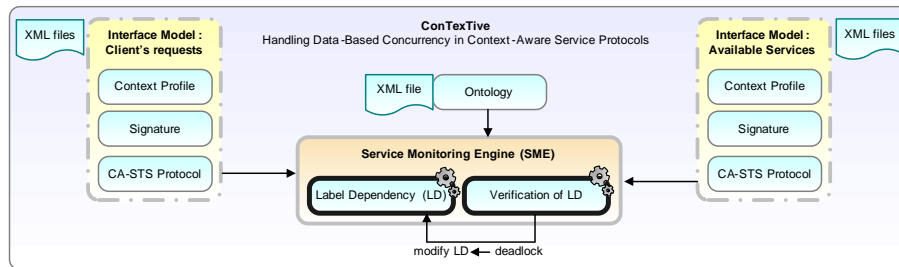 ConTexTive
Handling Data-Based Concurrency in Context-Aware Service Protocols
XML files
Interface Model :
Client's requests
Context Profile
Signature
CA-STS Protocol
XML file
Ontology
Service Monitoring Engine (SME)
Label Dependency (LD)
Verification of LD
modify LD
deadlock
Interface Model :
Available Services
XML files
Context Profile
Signature
CA-STS Protocol